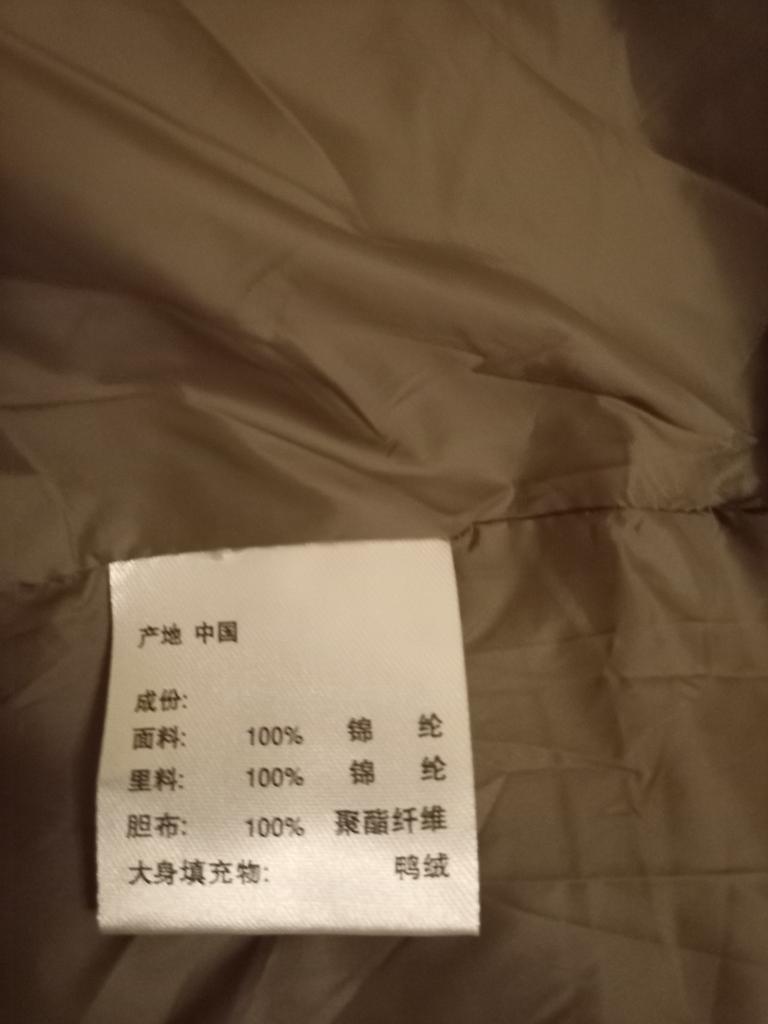 产地 中国
成份:
面料: 100% 锦 纶
里料: 100% 锦 纶
胆布: 100% 聚酯纤维
大身填充物: 鸭绒